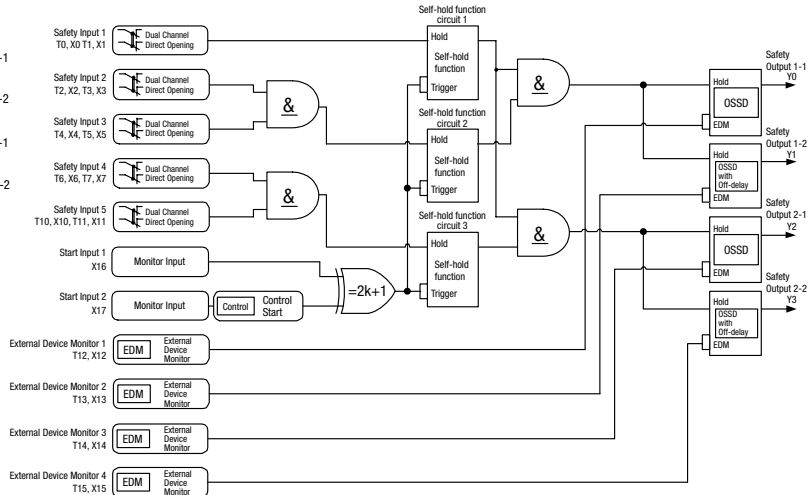 -1
-2
-1
-2
Self-hold function
circuit 1
Safety Input 1
T0, X0 T1, X1
Dual Channel
Direct Opening
Hold
Self-hold
function
Trigger
Safety Input 2
T2, X2, T3, X3
Dual Channel
Direct Opening
&
Safety Input 3
T4, X4, T5, X5
Dual Channel
Direct Opening
Self-hold function
circuit 2
Hold
Self-hold
function
Trigger
&
Safety Input 4
T6, X6, T7, X7
Dual Channel
Direct Opening
&
Safety Input 5
T10, X10, T11, X11
Dual Channel
Direct Opening
Self-hold function
circuit 3
Hold
Self-hold
function
Trigger
&
Start Input 1
X16
Monitor Input
=2k+1
Start Input 2
X17
Monitor Input
Control
Control
Start
External Device Monitor 1
T12, X12
EDM
External
Device
Monitor
External Device Monitor 2
T13, X13
EDM
External
Device
Monitor
External Device Monitor 3
T14, X14
EDM
External
Device
Monitor
External Device Monitor 4
T15, X15
EDM
External
Device
Monitor
Hold
OSSD
EDM
Safety
Output 1-1
Y0
Hold
OSSD
with
Off-delay
EDM
Safety
Output 1-2
Y1
Hold
OSSD
EDM
Safety
Output 2-1
Y2
Hold
OSSD
with
Off-delay
EDM
Safety
Output 2-2
Y3